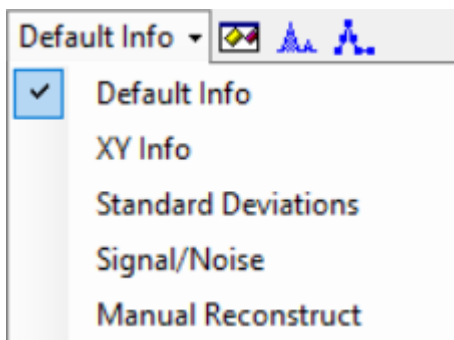 Default Info
Default Info
XY Info
Standard Deviations
Signal/Noise
Manual Reconstruct